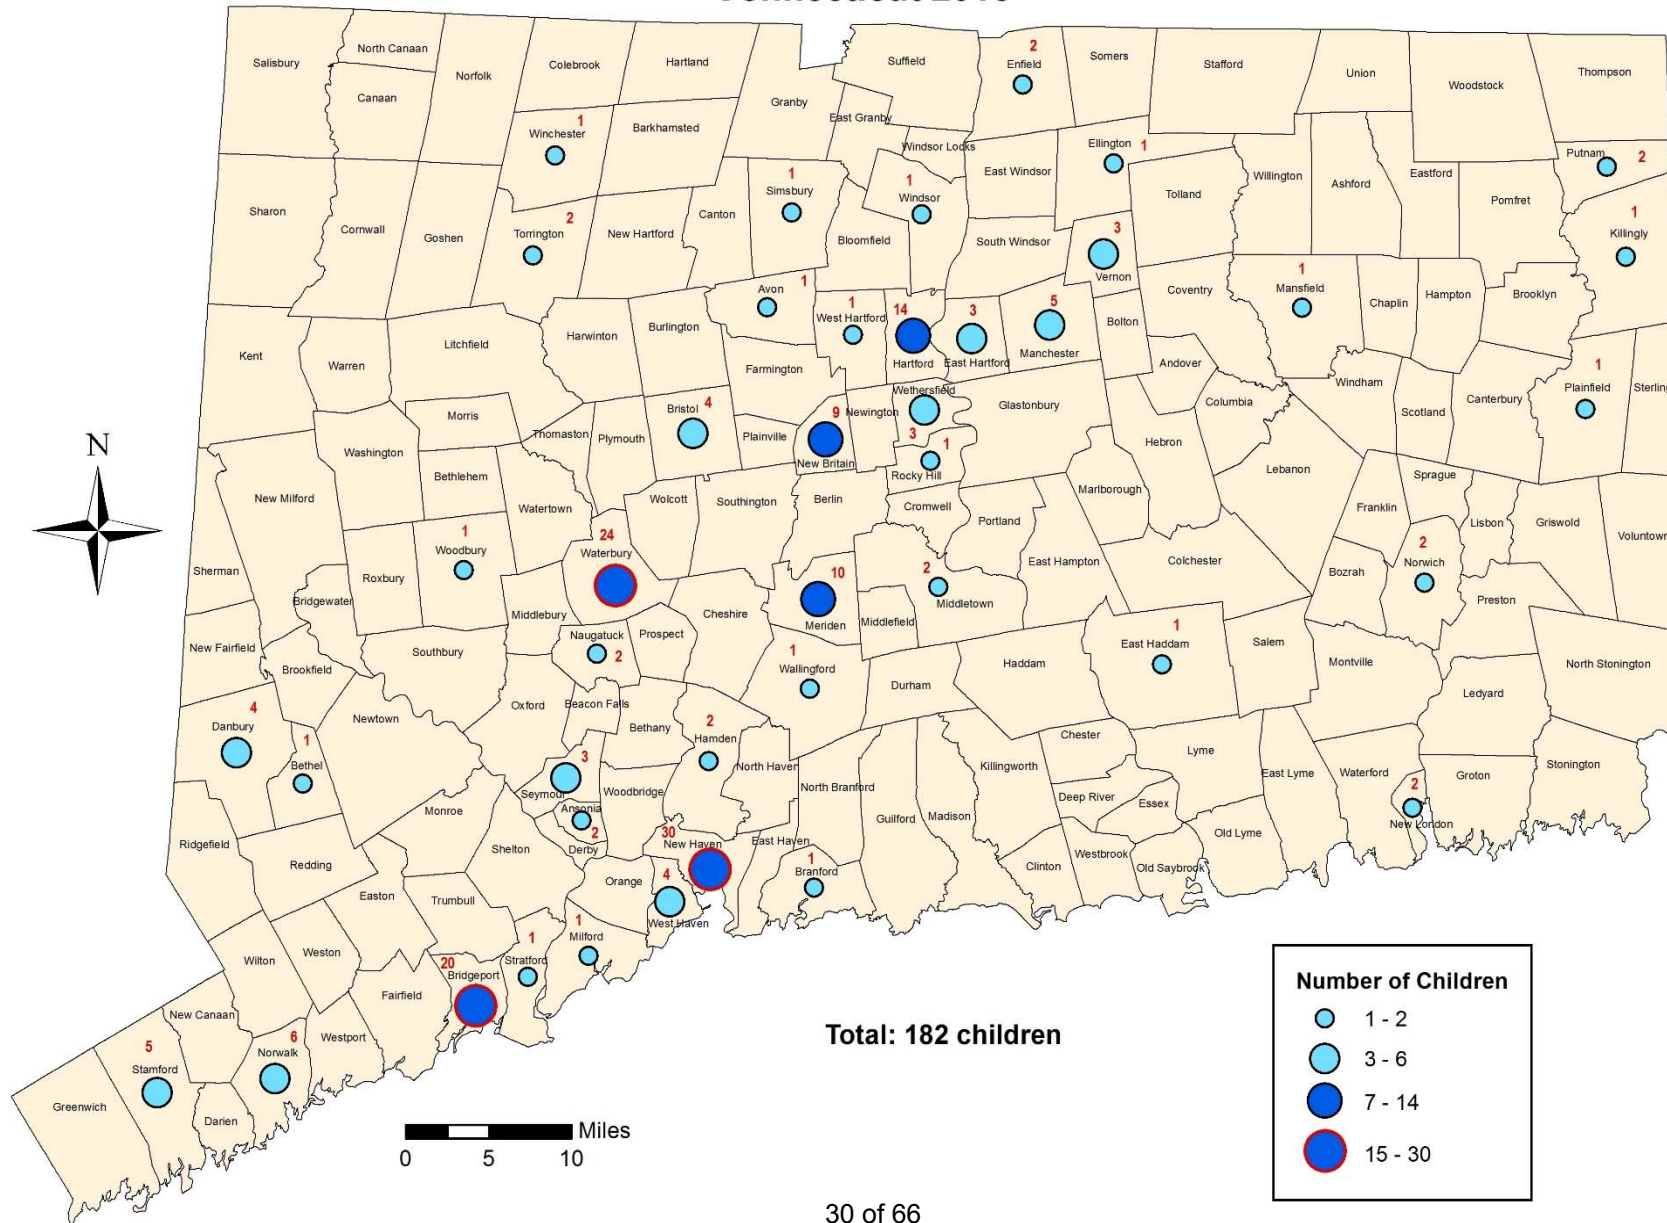 2
North Canaan
Salisbury
Norfolk
Colebrook
Hartland
Suffield
Enfield
Somers
Stafford
Union
Woodstock
Thompson
Canaan
Granby
East Granby
1
Winchester
Barkhamsted
Windsor Locks
Ellington
1
Putnam
2
East Windsor
Willington
Ashford
Eastford
1
Simsbury
1
Windsor
Tolland
Pomfret
Sharon
Cornwall
Goshen
2
Torrington
New Hartford
Canton
Bloomfield
South Windsor
3
Vernon
1
Killingly
1
Mansfield
Coventry
Chaplin
Hampton
Brooklyn
1
Avon
1
West Hartford
14
Hartford
3
East Hartford
5
Manchester
Bolton
Kent
Warren
Litchfield
Harwinton
Burlington
Farmington
Andover
Windham
1
Plainfield
Wethersfield
3
Glastonbury
Columbia
Scotland
Canterbury
Morris
Thomaston
Plymouth
Bristol
4
Plainville
9
New Britain
Newington
1
Rocky Hill
Hebron
Lebanon
Washington
N
Bethlehem
Watertown
Wolcott
Southington
Berlin
Cromwell
Portland
Marlborough
Sprague
Franklin
Lisbon
Griswold
Voluntown
New Milford
24
Waterbury
1
Woodbury
Roxbury
Sherman
Bridgewater
Middlebury
Cheshire
10
Meriden
2
Middletown
Middlefield
East Hampton
Colchester
Bozrah
2
Norwich
Preston
Naugatuck
2
Prospect
New Fairfield
Brookfield
Southbury
1
Wallingford
Durham
Haddam
1
East Haddam
Salem
Montville
North Stonington
Ledyard
4
Danbury
1
Bethel
Newtown
Oxford
Beacon Falls
Bethany
2
Hamden
North Haven
Chester
Lyme
East Lyme
Waterford
Groton
Stonington
3
Seymour
Woodbridge
North Branford
Killingworth
Deep River
Essex
2
New London
Ansonia
2
Derby
Monroe
Shelton
30
New Haven
East Haven
Guilford
Madison
Clinton
Westbrook
Old Saybrook
Old Lyme
Ridgefield
Redding
Easton
Trumbull
Orange
4
West Haven
1
Branford
1
Milford
1
Stratford
20
Bridgeport
Wilton
Weston
Fairfield
Westport
New Canaan
6
Norwalk
5
Stamford
Darien
Greenwich
Total: 182 children
Miles
0 5 10
Number of Children
1 - 2
3 - 6
7 - 14
15 - 30
30 of 66